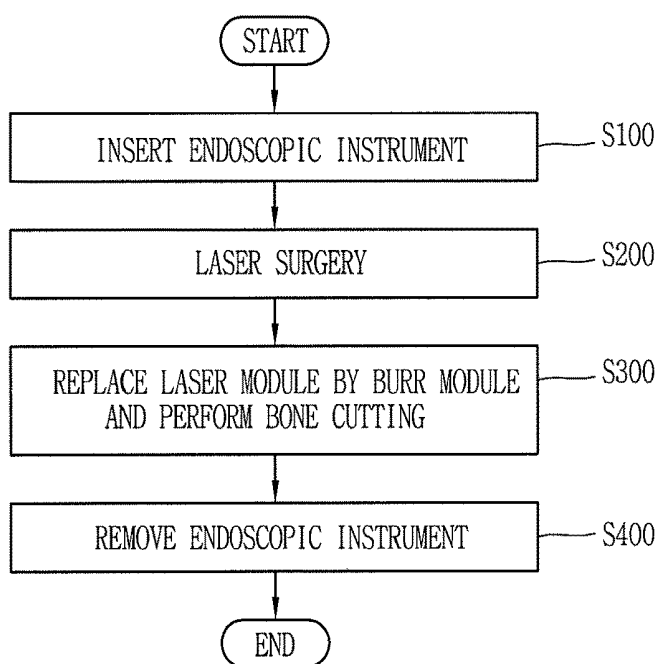 START
INSERT ENDOSCOPIC INSTRUMENT
S100
LASER SURGERY
S200
REPLACE LASER MODULE BY BURR MODULE
AND PERFORM BONE CUTTING
S300
REMOVE ENDOSCOPIC INSTRUMENT
S400
END